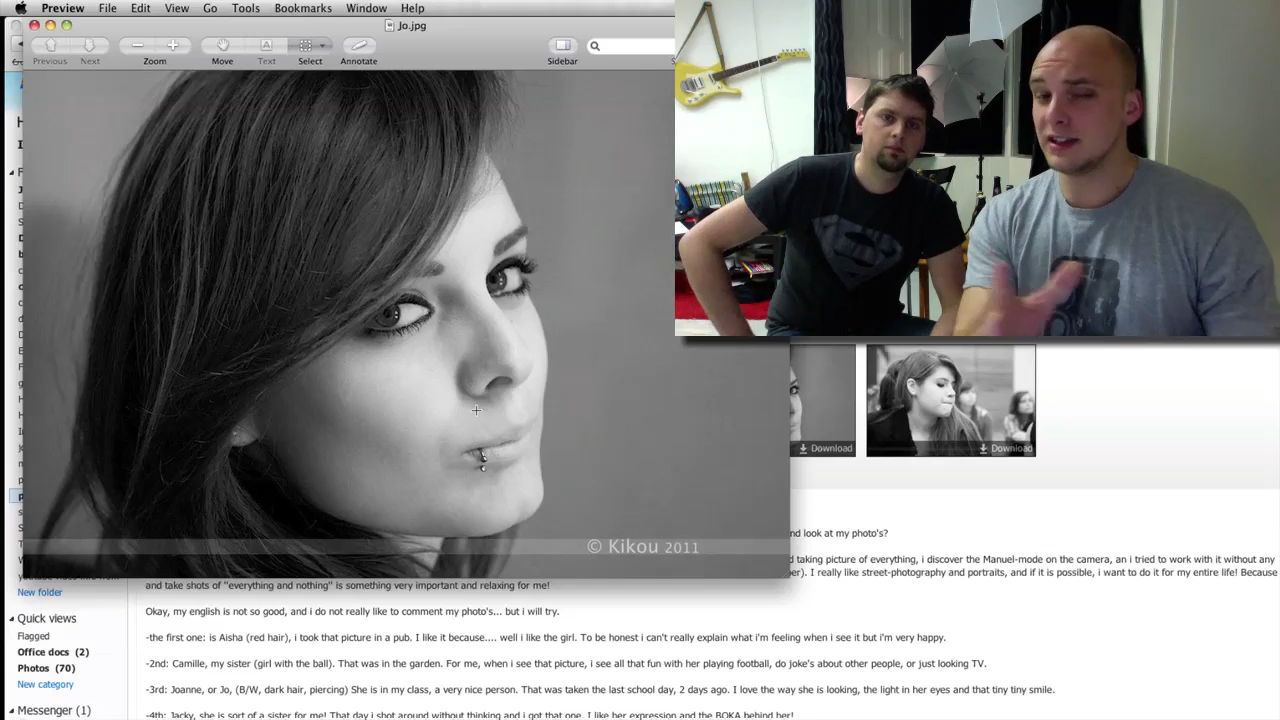 Preview File Edit View Go Tools Bookmarks Window Help
Jo.jpg
Previous Next Zoom Move Text Select Annotate Sidebar
Download Download
© Kikou 2011
nd look at my photo's?
d taking picture of everything, i discover the Manuel-mode on the camera, an i tried to work with it without any
er). I really like street-photography and portraits, and if it is possible, i want to do it for my entire life! Because
and take shots of "everything and nothing" is something very important and relaxing for me!
New folder
Okay, my english is not so good, and i do not really like to comment my photo's... but i will try.
Quick views
Flagged
-the first one: is Aisha (red hair), i took that picture in a pub. I like it because.... well i like the girl. To be honest i can't really explain what i'm feeling when i see it but i'm very happy.
Office docs (2)
-2nd: Camille, my sister (girl with the ball). That was in the garden. For me, when i see that picture, i see all that fun with her playing football, do joke's about other people, or just looking TV.
Photos (70)
New category
-3rd: Joanne, or Jo, (B/W, dark hair, piercing) She is in my class, a very nice person. That was taken the last school day, 2 days ago. I love the way she is looking, the light in her eyes and that tiny tiny smile.
Messenger (1)
-4th: Jacky, she is sort of a sister for me! That day i shot around without thinking and i got that one. I like her expression and the BOKA behind her!